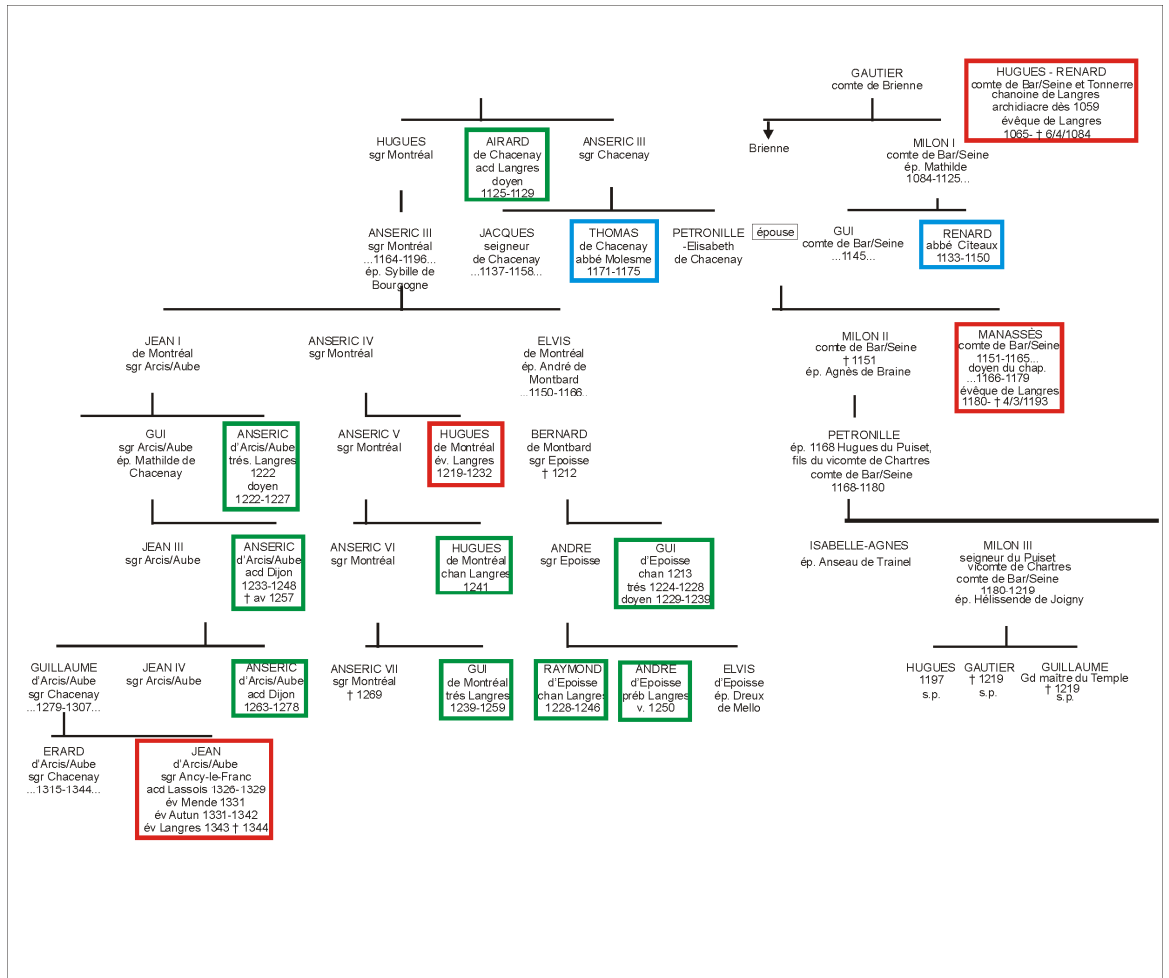 GAUTIER
comte de Brienne
HUGUES - RENARD
comte de Bar/Seine et Tonnerre
chanoine de Langres
archidiacre dès 1059
évêque de Langres
1065- † 6/4/1084
HUGUES
sgr Montréal
AIRARD
de Chacenay
acd Langres
doyen
1125-1129
ANSERIC III
sgr Chacenay
Brienne
MILON I
comte de Bar/Seine
ép. Mathilde
1084-1125...
ANSERIC III
sgr Montréal
...1164-1196...
ép. Sybille de
Bourgogne
JACQUES
seigneur
de Chacenay
...1137-1158...
THOMAS
de Chacenay
abbé Molesme
1171-1175
PETRONILLE
-Elisabeth
de Chacenay
épouse
GUI
comte de Bar/Seine
...1145...
RENARD
abbé Cîteaux
1133-1150
JEAN I
de Montréal
sgr Arcis/Aube
ANSERIC IV
sgr Montréal
ELVIS
de Montréal
ép. André de
Montbard
...1150-1166..
MILON II
comte de Bar/Seine
† 1151
ép. Agnès de Braine
MANASSÈS
comte de Bar/Seine
1151-1165...
doyen du chap.
...1166-1179
évêque de Langres
1180- † 4/3/1193
GUI
sgr Arcis/Aube
ép. Mathilde de
Chacenay
ANSERIC
d'Arcis/Aube
trés. Langres
1222
doyen
1222-1227
ANSERIC V
sgr Montréal
HUGUES
de Montréal
év. Langres
1219-1232
BERNARD
de Montbard
sgr Epoisse
† 1212
PETRONILLE
ép. 1168 Hugues du Puiset,
fils du vicomte de Chartres
comte de Bar/Seine
1168-1180
JEAN III
sgr Arcis/Aube
ANSERIC
d'Arcis/Aube
acd Dijon
1233-1248
† av 1257
ANSERIC VI
sgr Montréal
HUGUES
de Montréal
chan Langres
1241
ANDRE
sgr Epoisse
GUI
d'Epoisse
chan 1213
trés 1224-1228
doyen 1229-1239
ISABELLE-AGNES
ép. Anseau de Trainel
MILON III
seigneur du Puiset
vicomte de Chartres
comte de Bar/Seine
1180-1219
ép. Hélissende de Joigny
GUILLAUME
d'Arcis/Aube
sgr Chacenay
...1279-1307...
JEAN IV
sgr Arcis/Aube
ANSERIC
d'Arcis/Aube
acd Dijon
1263-1278
ANSERIC VII
sgr Montréal
† 1269
GUI
de Montréal
trés Langres
1239-1259
RAYMOND
d'Epoisse
chan Langres
1228-1246
ANDRE
d'Epoisse
préb Langres
v. 1250
ELVIS
d'Epoisse
ép. Dreux
de Mello
HUGUES
1197
s.p.
GAUTIER
† 1219
s.p.
GUILLAUME
Gd maître du Temple
† 1219
s.p.
ERARD
d'Arcis/Aube
sgr Chacenay
...1315-1344...
JEAN
d'Arcis/Aube
sgr Ancy-le-Franc
acd Lassois 1326-1329
év Mende 1331
év Autun 1331-1342
év Langres 1343 † 1344